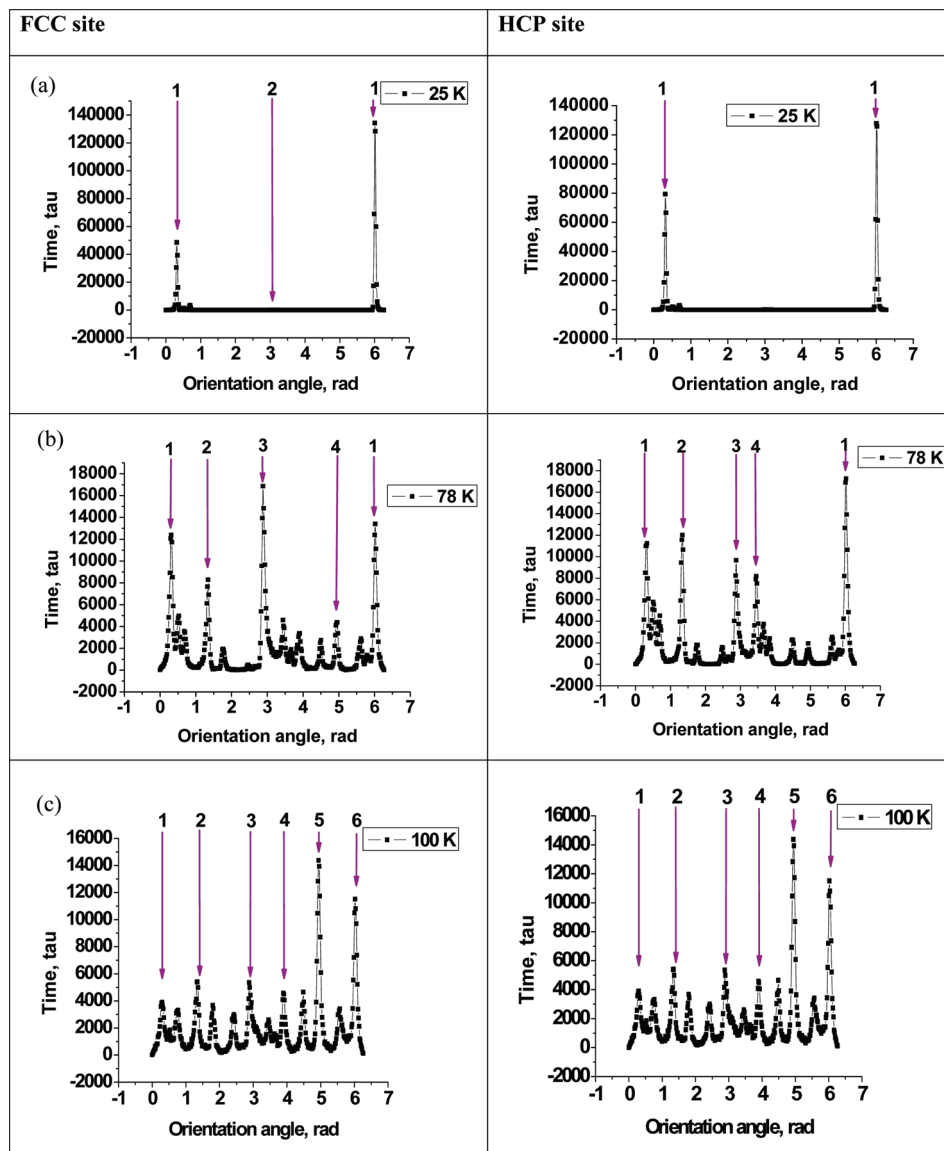 FCC site
HCP site
(a)
1
2
1
25 K
140000
120000
100000
80000
60000
40000
20000
0
-20000
Time, tau
-1 0 1 2 3 4 5 6 7
Orientation angle, rad
1
1
25 K
140000
120000
100000
80000
60000
40000
20000
0
-20000
Time, tau
-1 0 1 2 3 4 5 6 7
Orientation angle, rad
(b)
1 2 3 4 1
78 K
18000
16000
14000
12000
10000
8000
6000
4000
2000
0
-2000
Time, tau
-1 0 1 2 3 4 5 6 7
Orientation angle, rad
1 2 3 4 1
78 K
18000
16000
14000
12000
10000
8000
6000
4000
2000
0
-2000
Time, tau
-1 0 1 2 3 4 5 6 7
Orientation angle, rad
(c)
1 2 3 4 5 6
100 K
16000
14000
12000
10000
8000
6000
4000
2000
0
-2000
Time, tau
-1 0 1 2 3 4 5 6 7
Orientation angle, rad
1 2 3 4 5 6
100 K
16000
14000
12000
10000
8000
6000
4000
2000
0
-2000
Time, tau
-1 0 1 2 3 4 5 6 7
Orientation angle, rad